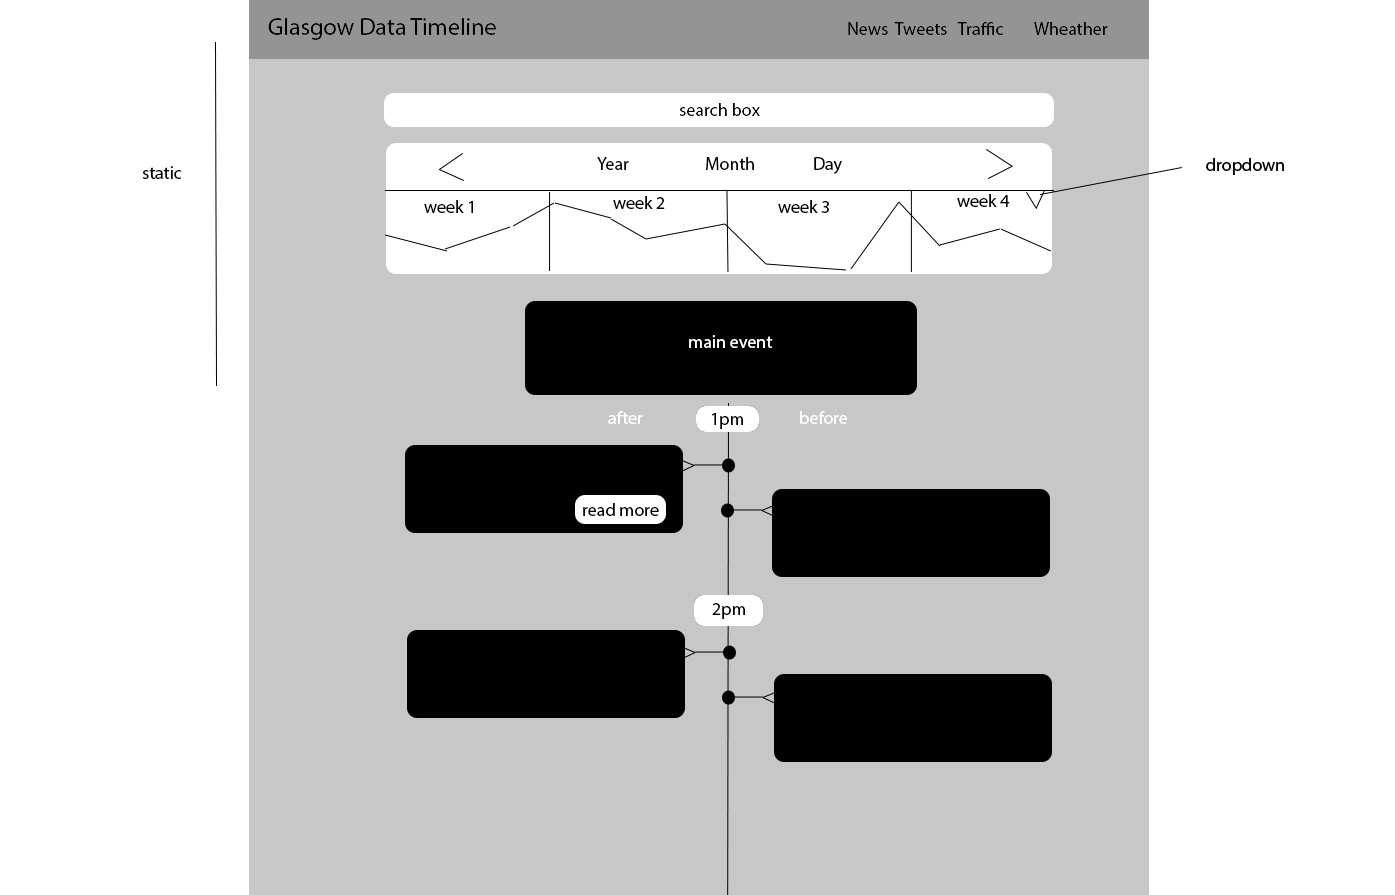 Glasgow Data Timeline
News Tweets Traffic Wheather
search box
static
Year Month Day
dropdown
week 1 week 2 week 3 week 4
main event
after 1pm before
read more
2pm